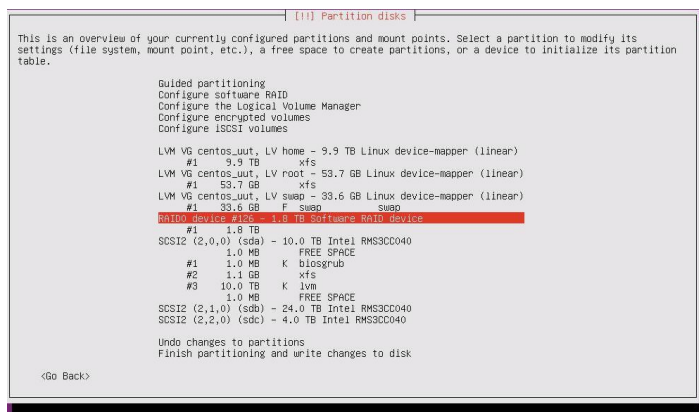 [!!] Partition disks
This is an overview of your currently configured partitions and mount points. Select a partition to modify its
settings (file system, mount point, etc.), a free space to create partitions, or a device to initialize its partition
table.
Guided partitioning
Configure software RAID
Configure the Logical Volume Manager
Configure encrypted volumes
Configure iSCSI volumes
LVM VG centos_uut, LV home - 9.9 TB Linux device-mapper (linear)
#1 9.9 TB xfs
LVM VG centos_uut, LV root - 53.7 GB Linux device-mapper (linear)
#1 53.7 GB xfs
LVM VG centos_uut, LV swap - 33.6 GB Linux device-mapper (linear)
#1 33.6 GB F swap swap
RAID0 device #126 - 1.8 TB Software RAID device
#1 1.8 TB
SCSI2 (2,0,0) (sda) - 10.0 TB Intel RMS3CC040
1.0 MB FREE SPACE
#1 1.0 MB K biosgrub
#2 1.1 GB xfs
#3 10.0 TB K lvm
1.0 MB FREE SPACE
SCSI2 (2,1,0) (sdb) - 24.0 TB Intel RMS3CC040
SCSI2 (2,2,0) (sdc) - 4.0 TB Intel RMS3CC040
Undo changes to partitions
Finish partitioning and write changes to disk
<Go Back>